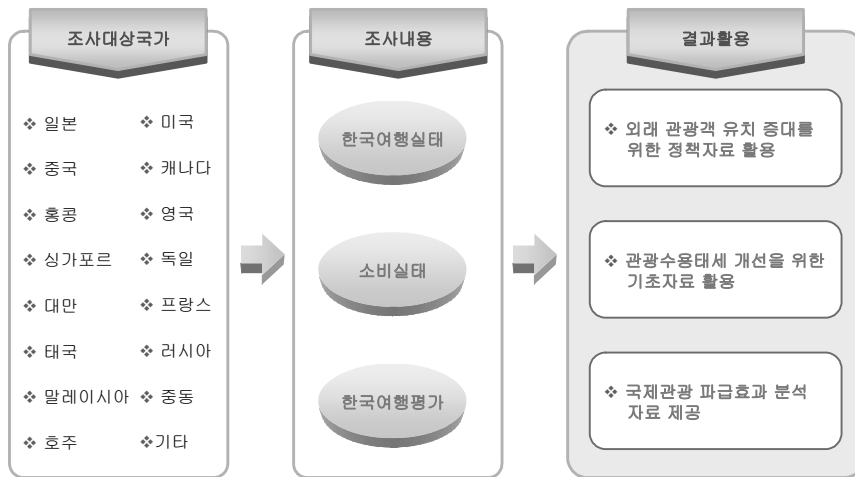 조사대상국가
❖ 일본
❖ 중국
❖ 홍콩
❖ 싱가포르
❖ 대만
❖ 태국
❖ 말레이시아
❖ 호주
❖ 미국
❖ 캐나다
❖ 영국
❖ 독일
❖ 프랑스
❖ 러시아
❖ 중동
❖기타
조사내용
한국여행실태
소비실태
한국여행평가
결과활용
❖ 외래 관광객 유치 증대를
위한 정책자료 활용
❖ 관광수용태세 개선을 위한
기초자료 활용
❖ 국제관광 파급효과 분석
자료 제공